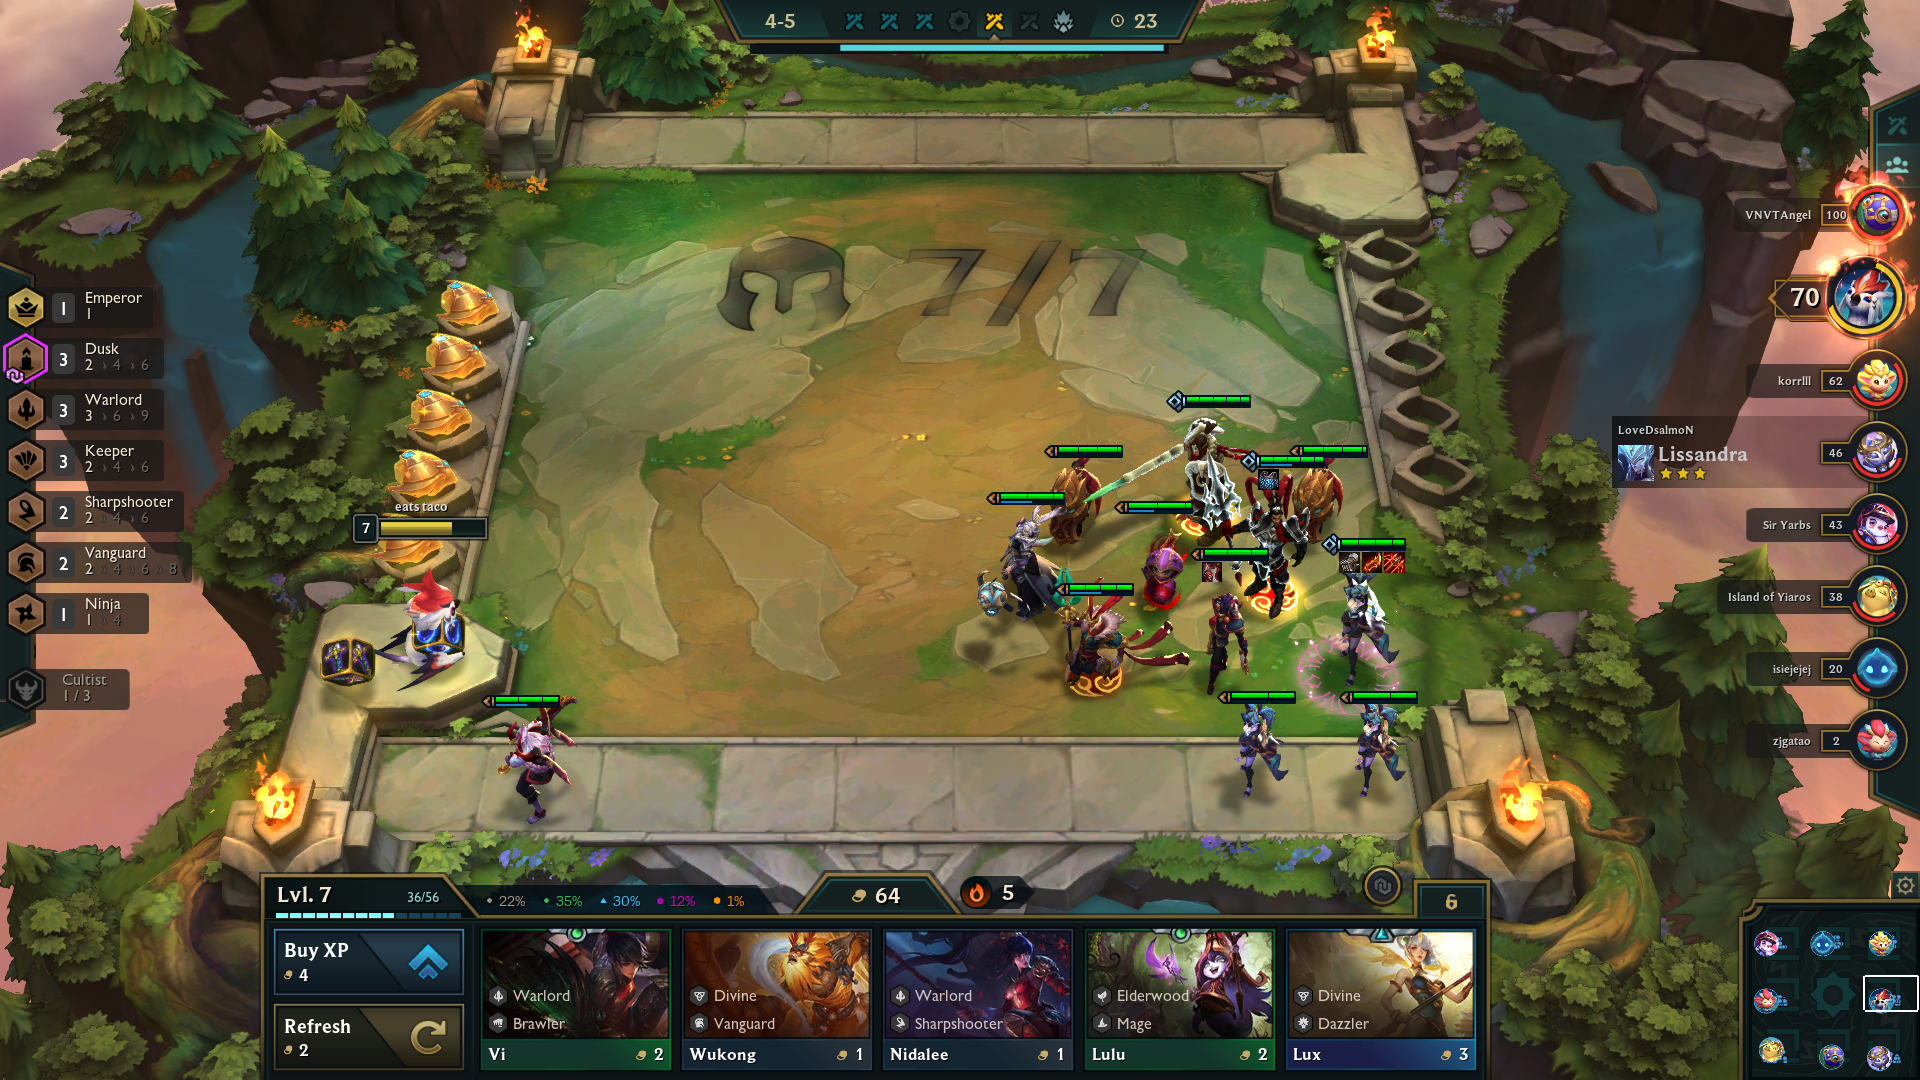 4-5
23
7/7
1
Emperor
1
3
Dusk
2 › 4 › 6
3
Warlord
3 › 6 › 9
3
Keeper
2 › 4 › 6
2
Sharpshooter
2 › 4 › 6
2
Vanguard
2 › 4 › 6 › 8
1
Ninja
1 › 4
Cultist
1 / 3
eats taco
7
VNVTAngel
100
70
korrlll
62
LoveDsalmoN
Lissandra
46
Sir Yarbs
43
Island of Yiaros
38
isiejejej
20
zjgatao
2
Lvl. 7
36/56
22%
35%
30%
12%
1%
64
5
6
Buy XP
4
Refresh
2
Warlord
Brawler
Vi
2
Divine
Vanguard
Wukong
1
Warlord
Sharpshooter
Nidalee
1
Elderwood
Mage
Lulu
2
Divine
Dazzler
Lux
3